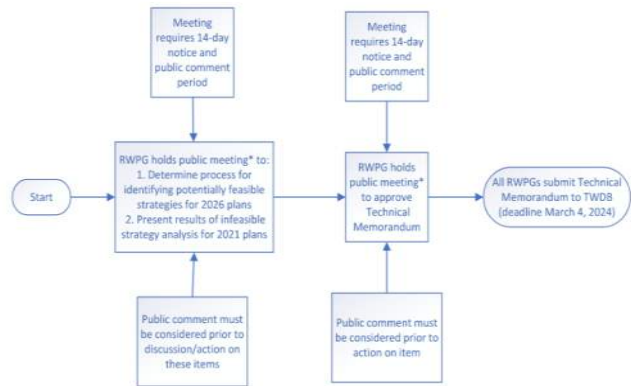 Meeting
requires 14-day
notice and
public comment
period
Meeting
requires 14-day
notice and
public comment
period
Start
RWPG holds public meeting* to:
1. Determine process for
identifying potentially feasible
strategies for 2026 plans
2. Present results of infeasible
strategy analysis for 2021 plans
RWPG holds
public meeting*
to approve
Technical
Memorandum
All RWPGs submit Technical
Memorandum to TWDB
(deadline March 4, 2024)
Public comment must
be considered prior to
discussion/action on
these items
Public comment must
be considered prior to
action on item